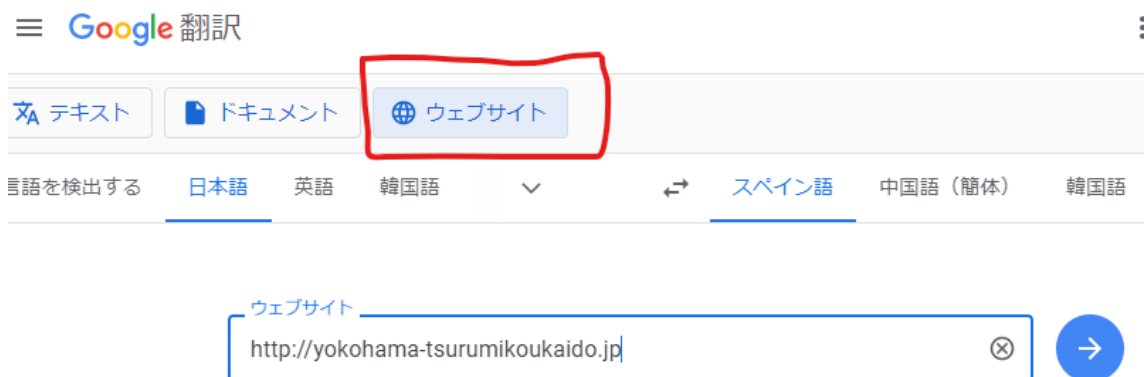 Google 翻訳
テキスト ドキュメント ウェブサイト
言語を検出する 日本語 英語 韓国語 スペイン語 中国語（簡体） 韓国語
ウェブサイト
http://yokohama-tsurumikoukaido.jp